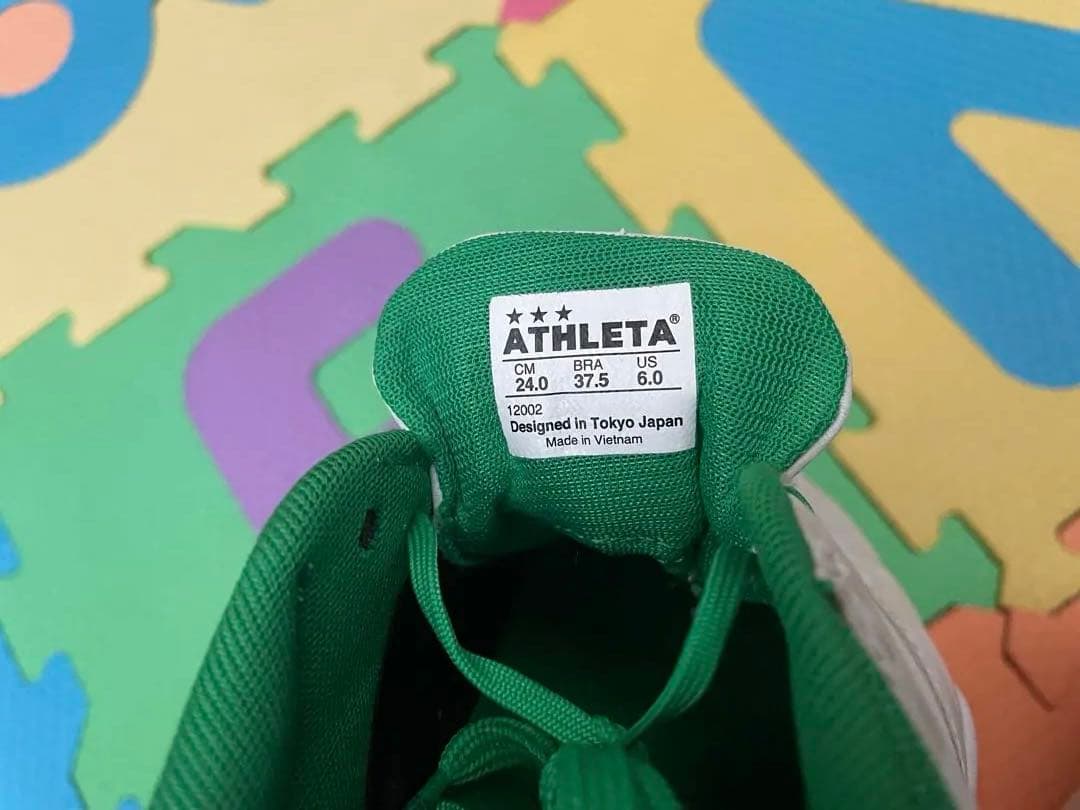 ★★★
ATHLETA®
CM BRA US
24.0 37.5 6.0
12002
Designed in Tokyo Japan
Made in Vietnam